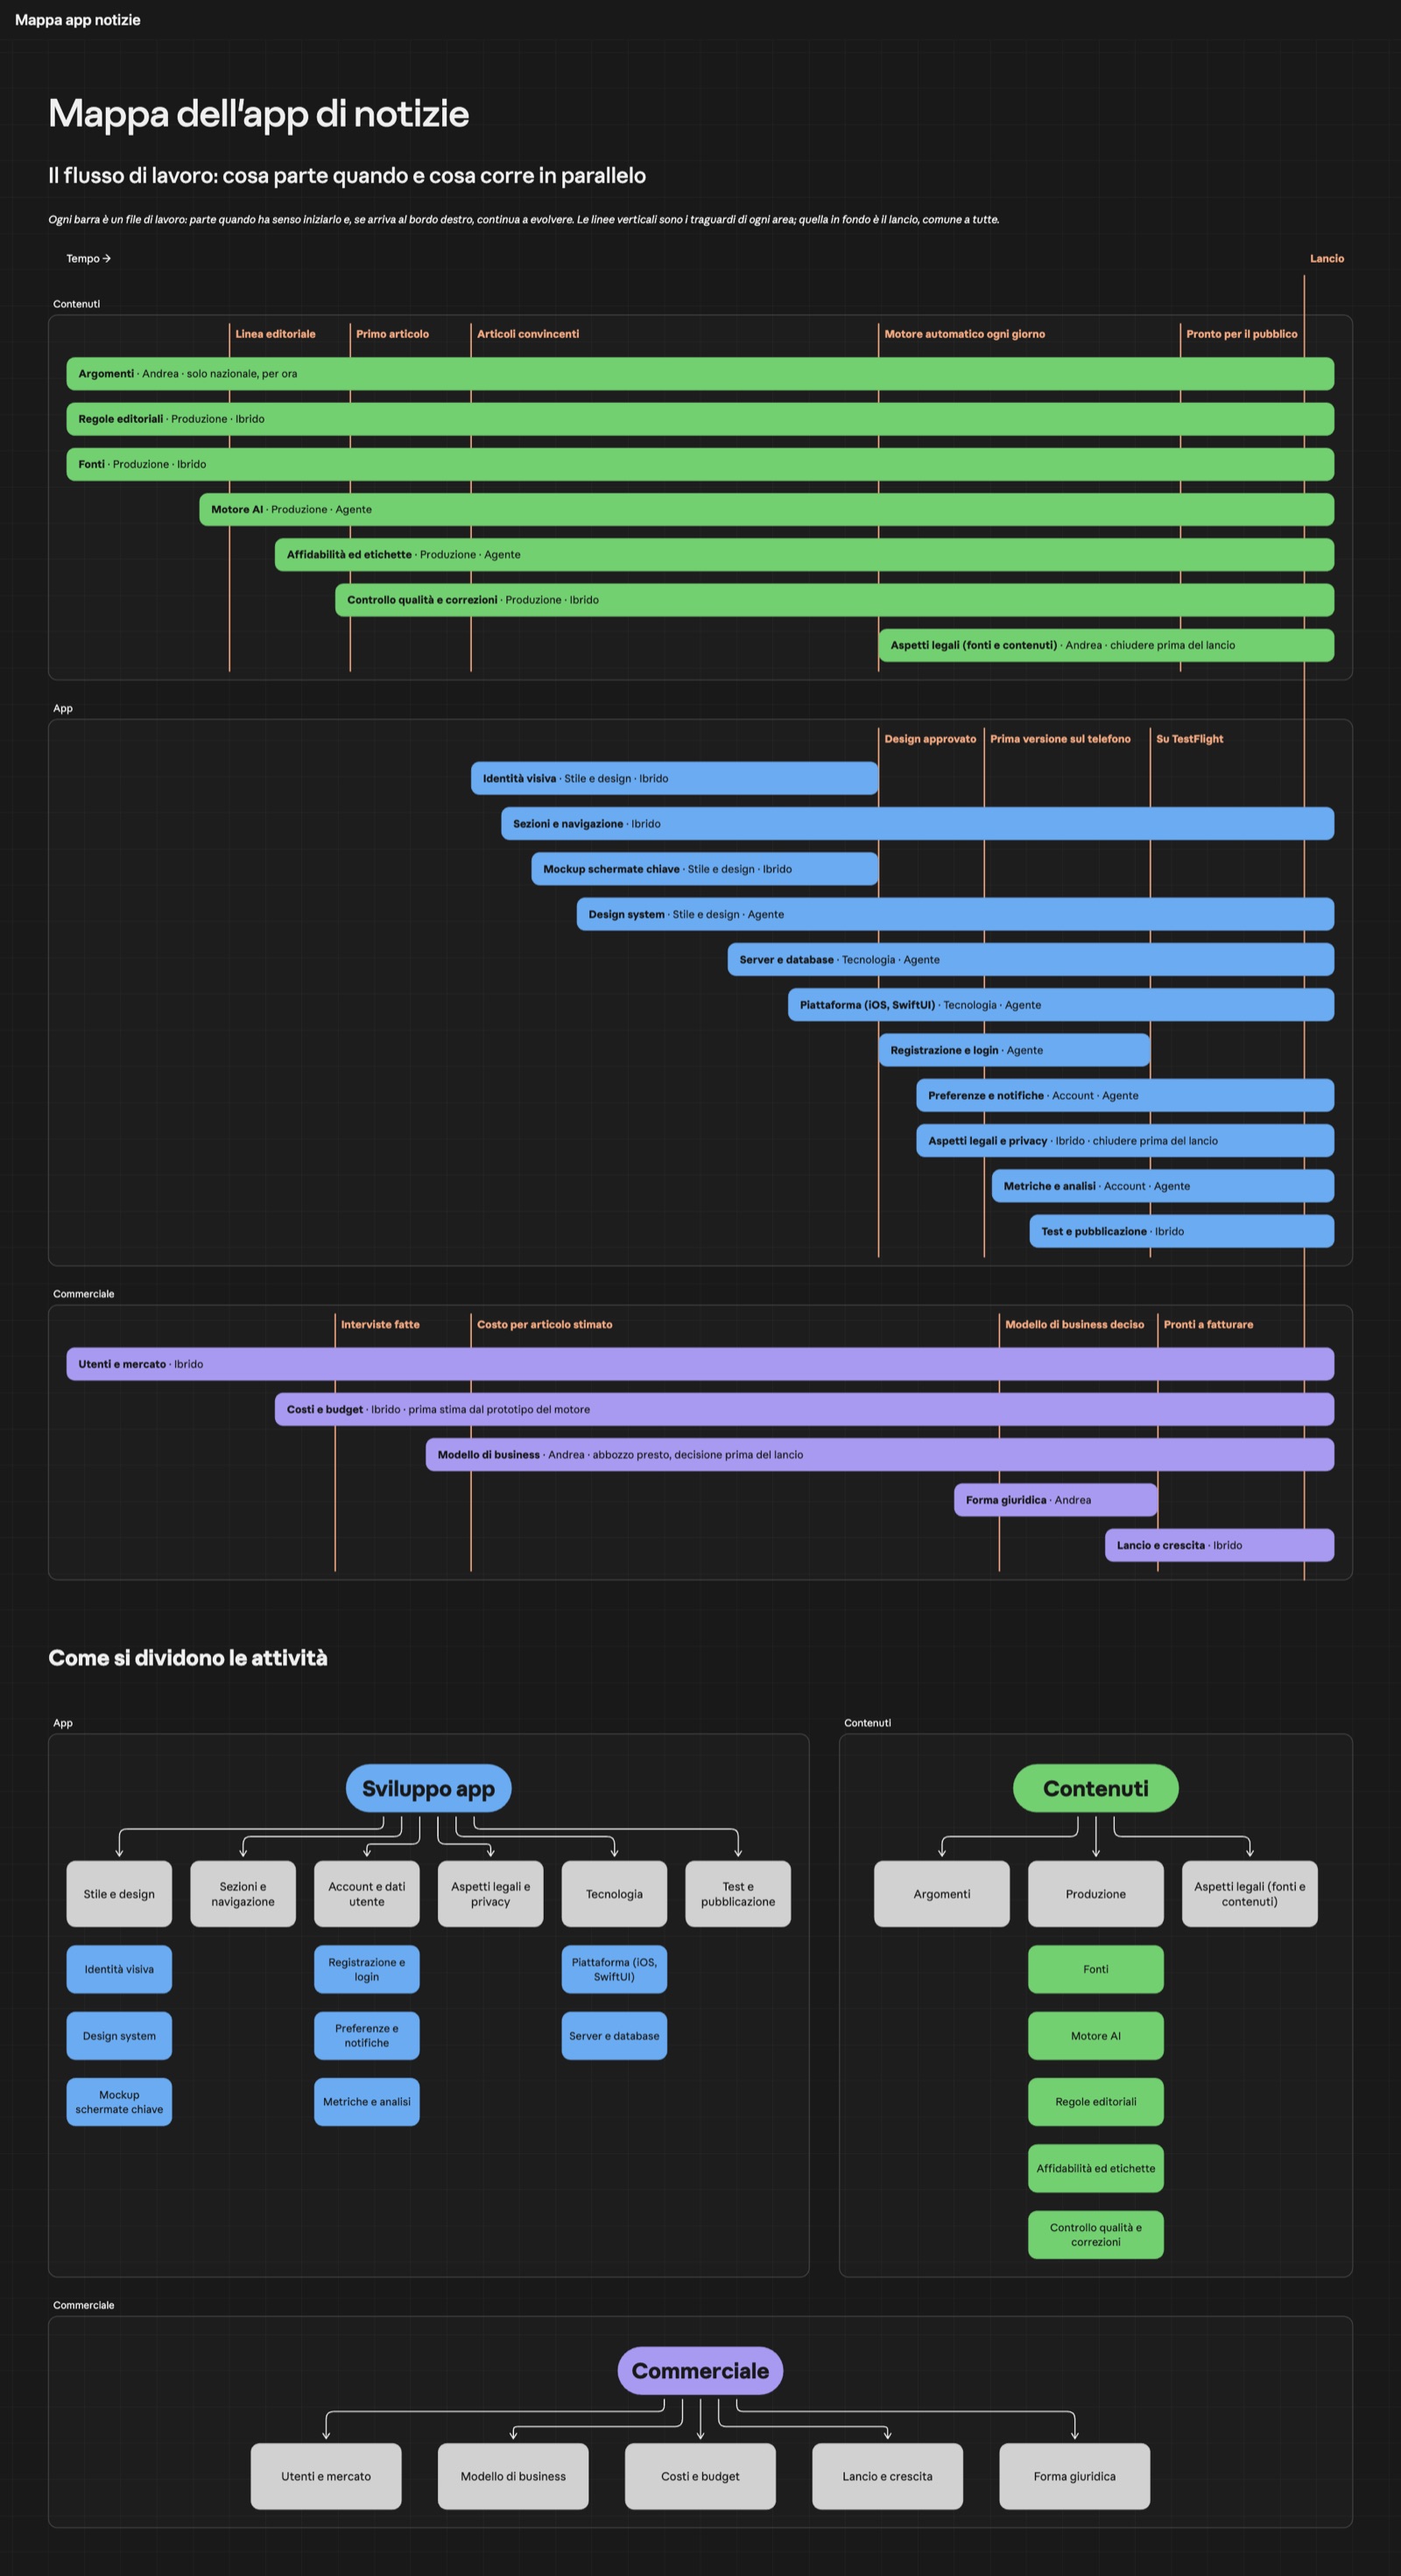 Mappa app notizie
Mappa dell'app di notizie
Il flusso di lavoro: cosa parte quando e cosa corre in parallelo
Ogni barra è un file di lavoro: parte quando ha senso iniziarlo e, se arriva al bordo destro, continua a evolvere. Le linee verticali sono i traguardi di ogni area; quella in fondo è il lancio, comune a tutte.
Tempo →
Lancio
Contenuti
Linea editoriale
Primo articolo
Articoli convincenti
Motore automatico ogni giorno
Pronto per il pubblico
Argomenti · Andrea · solo nazionale, per ora
Regole editoriali · Produzione · Ibrido
Fonti · Produzione · Ibrido
Motore AI · Produzione · Agente
Affidabilità ed etichette · Produzione · Agente
Controllo qualità e correzioni · Produzione · Ibrido
Aspetti legali (fonti e contenuti) · Andrea · chiudere prima del lancio
App
Design approvato
Prima versione sul telefono
Su TestFlight
Identità visiva · Stile e design · Ibrido
Sezioni e navigazione · Ibrido
Mockup schermate chiave · Stile e design · Ibrido
Design system · Stile e design · Agente
Server e database · Tecnologia · Agente
Piattaforma (iOS, SwiftUI) · Tecnologia · Agente
Registrazione e login · Agente
Preferenze e notifiche · Account · Agente
Aspetti legali e privacy · Ibrido · chiudere prima del lancio
Metriche e analisi · Account · Agente
Test e pubblicazione · Ibrido
Commerciale
Interviste fatte
Costo per articolo stimato
Modello di business deciso
Pronti a fatturare
Utenti e mercato · Ibrido
Costi e budget · Ibrido · prima stima dal prototipo del motore
Modello di business · Andrea · abbozzo presto, decisione prima del lancio
Forma giuridica · Andrea
Lancio e crescita · Ibrido
Come si dividono le attività
App
Sviluppo app
Stile e design
Sezioni e
navigazione
Account e dati
utente
Aspetti legali e
privacy
Tecnologia
Test e
pubblicazione
Identità visiva
Registrazione e
login
Piattaforma (iOS,
SwiftUI)
Design system
Preferenze e
notifiche
Server e database
Mockup
schermate chiave
Metriche e analisi
Contenuti
Contenuti
Argomenti
Produzione
Aspetti legali (fonti e
contenuti)
Fonti
Motore AI
Regole editoriali
Affidabilità ed etichette
Controllo qualità e
correzioni
Commerciale
Commerciale
Utenti e mercato
Modello di business
Costi e budget
Lancio e crescita
Forma giuridica